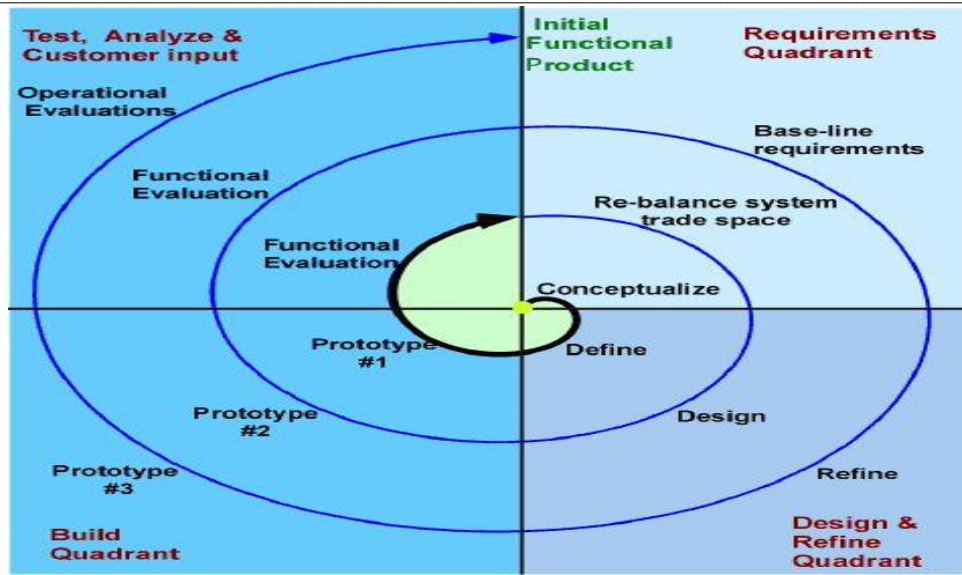 Test, Analyze &
Customer input
Initial
Functional
Product
Requirements
Quadrant
Operational
Evaluations
Base-line
requirements
Functional
Evaluation
Re-balance system
trade space
Functional
Evaluation
Conceptualize
Prototype
#1
Define
Prototype
#2
Design
Prototype
#3
Refine
Build
Quadrant
Design &
Refine
Quadrant